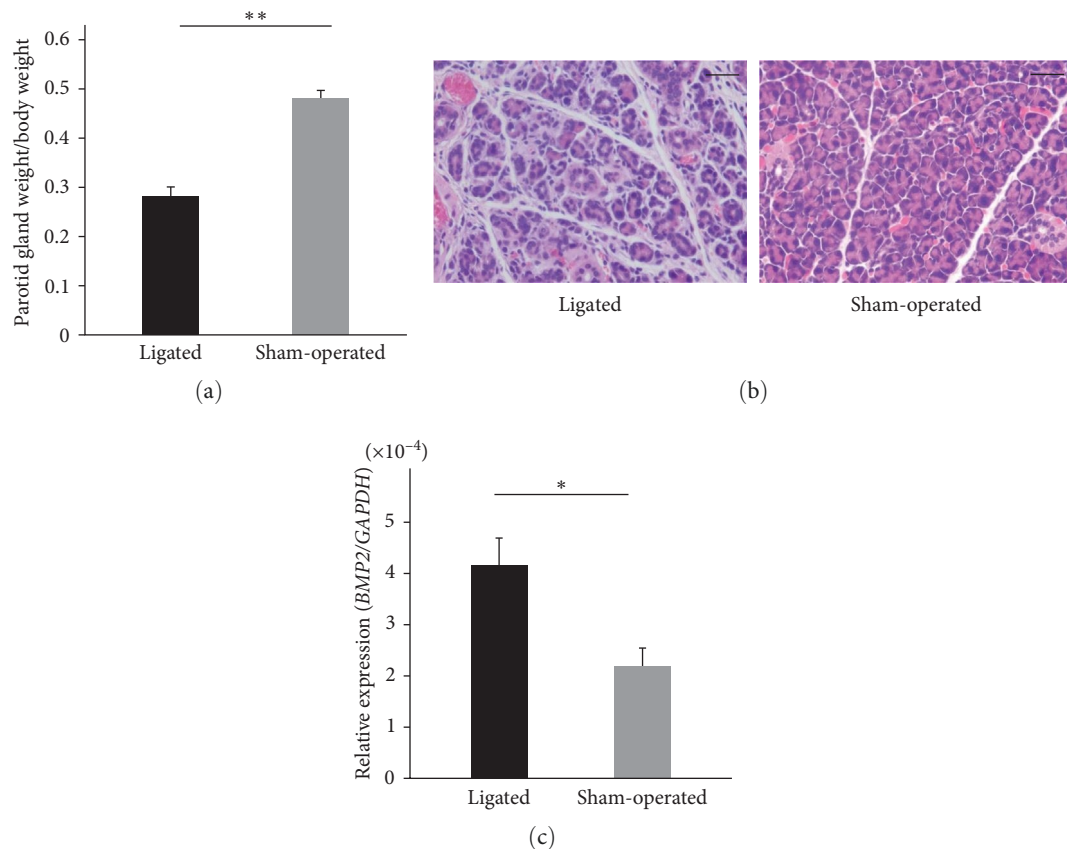 **
Parotid gland weight/body weight
0.6
0.5
0.4
0.3
0.2
0.1
0
Ligated
Sham-operated
(a)
Ligated
Sham-operated
(b)
(×10⁻⁴)
*
Relative expression (BMP2/GAPDH)
5
4
3
2
1
0
Ligated
Sham-operated
(c)